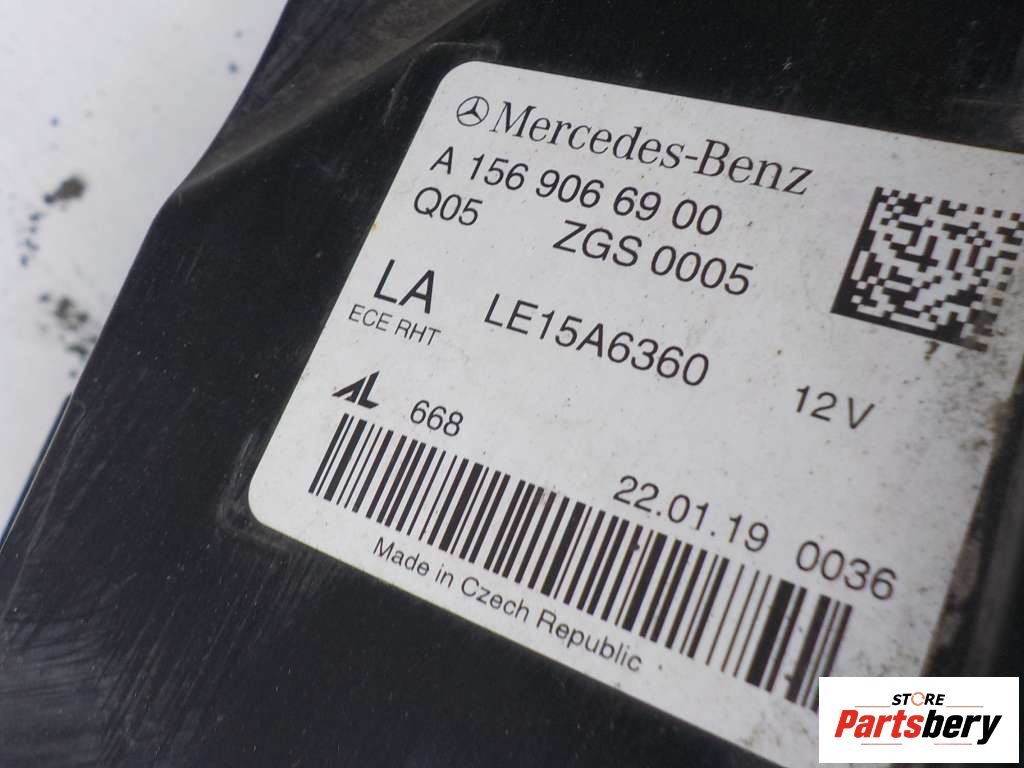 Mercedes-Benz
A 156 906 69 00
Q05 ZGS 0005
LA LE15A6360 12V
ECE RHT
AL 668
22.01.19 0036
Made in Czech Republic
STORE
Partsbery